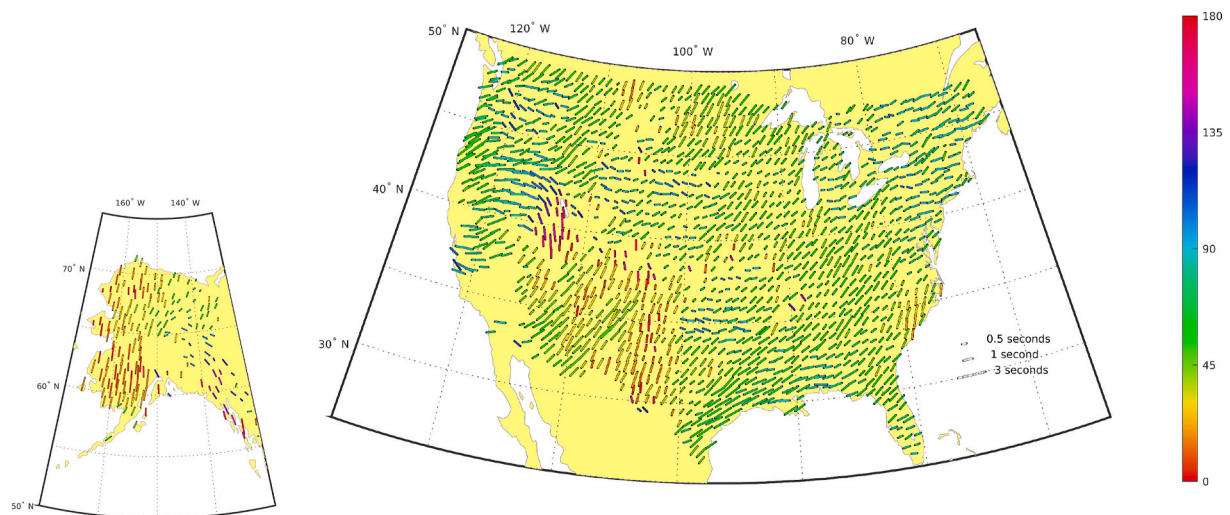 50° N
120° W
100° W
80° W
180
135
40° N
160° W
140° W
70° N
90
30° N
0.5 seconds
1 second
3 seconds
60° N
45
50° N
0